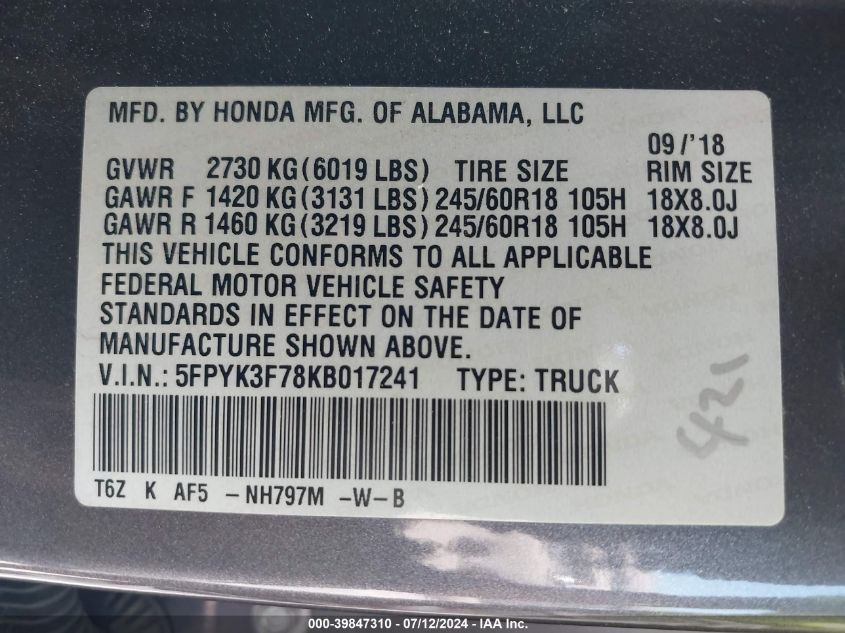 MFD. BY HONDA MFG. OF ALABAMA, LLC
09/'18
GVWR 2730 KG (6019 LBS) TIRE SIZE RIM SIZE
GAWR F 1420 KG (3131 LBS) 245/60R18 105H 18X8.0J
GAWR R 1460 KG (3219 LBS) 245/60R18 105H 18X8.0J
THIS VEHICLE CONFORMS TO ALL APPLICABLE
FEDERAL MOTOR VEHICLE SAFETY
STANDARDS IN EFFECT ON THE DATE OF
MANUFACTURE SHOWN ABOVE.
V.I.N.: 5FPYK3F78KB017241 TYPE: TRUCK
421
T6Z K AF5 -NH797M -W-B
000-39847310 / 07/12/2024 - IAA Inc.